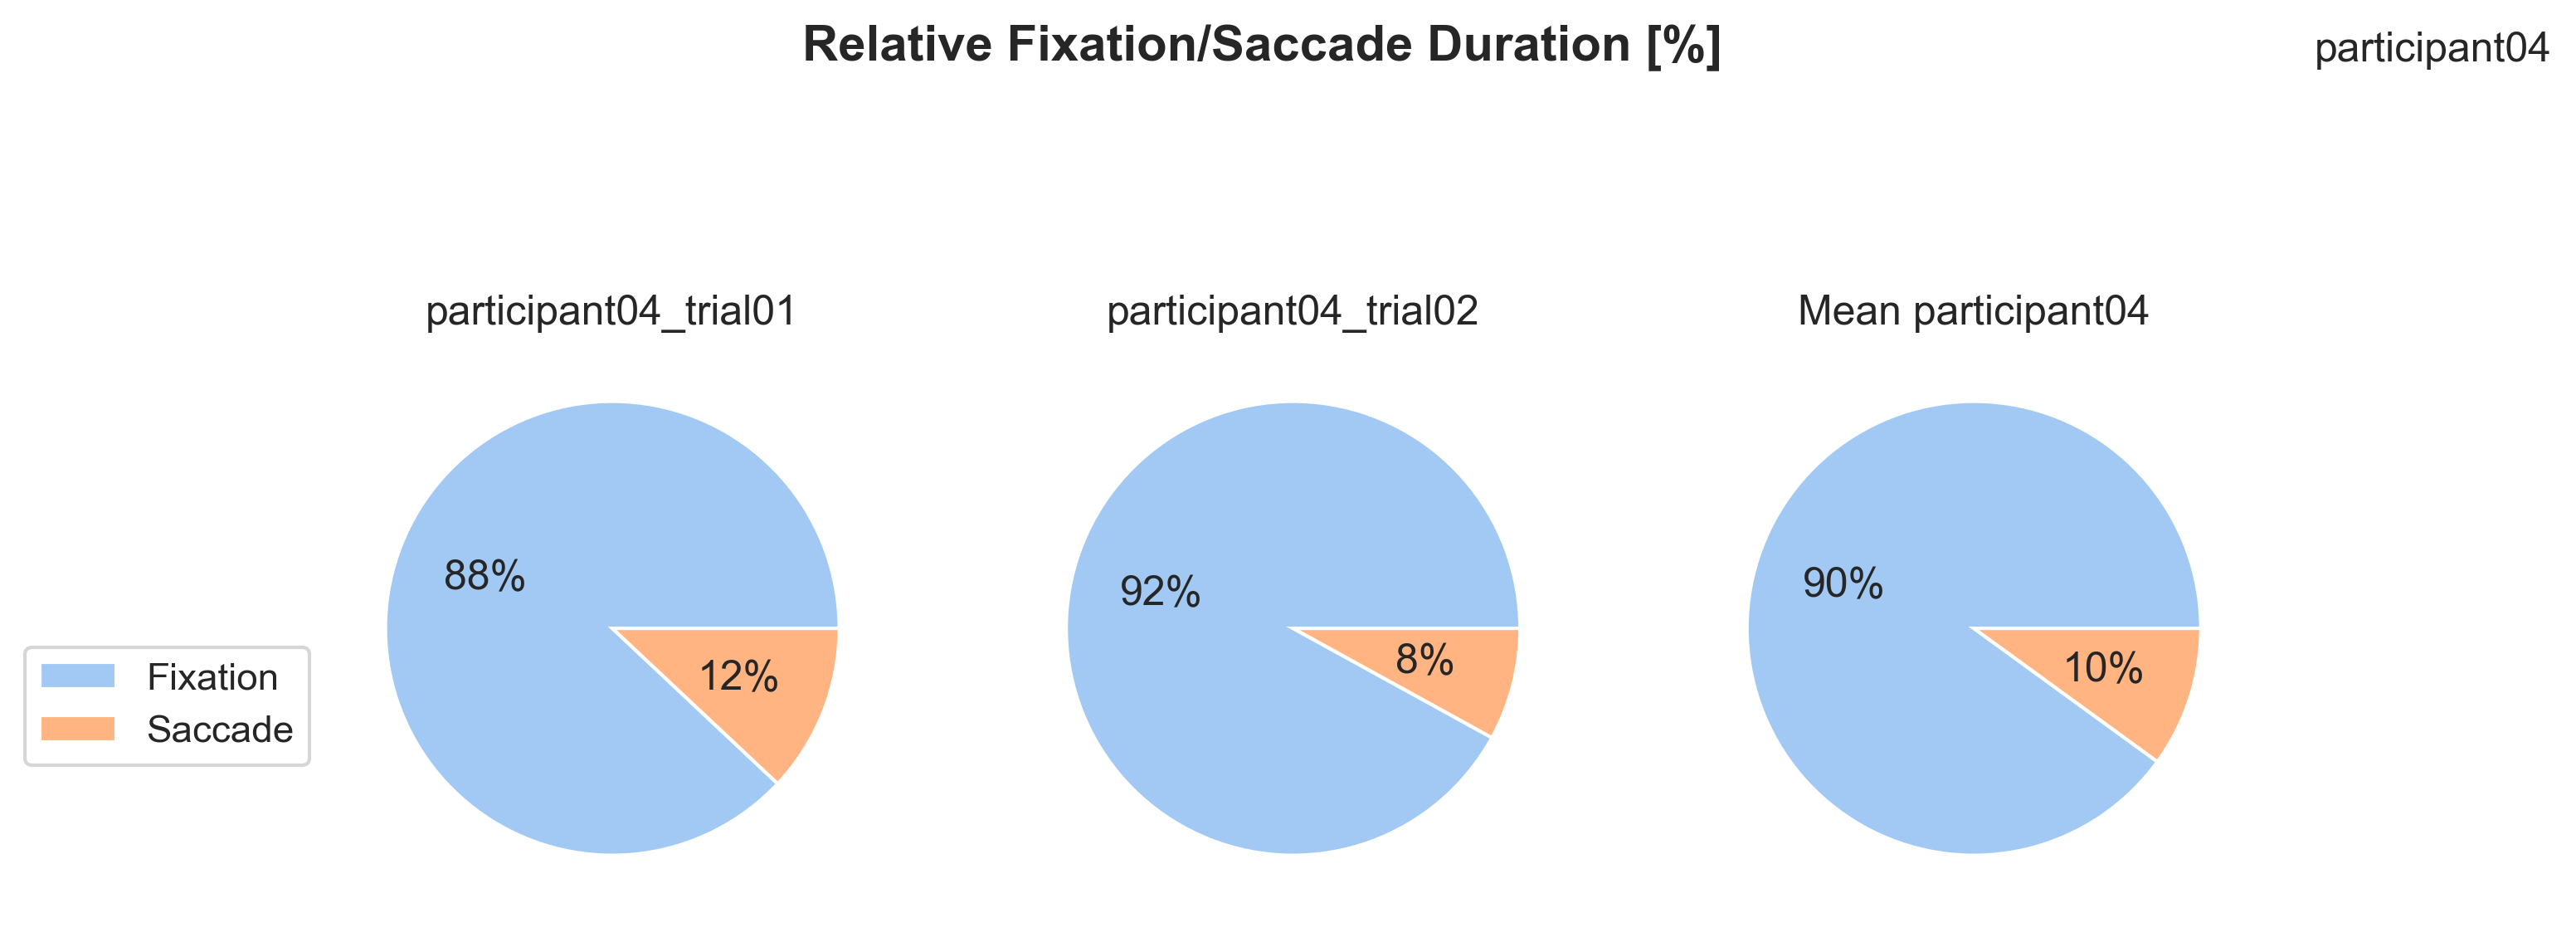 Relative Fixation/Saccade Duration [%]
participant04
participant04_trial01
participant04_trial02
Mean participant04
88%
12%
92%
8%
90%
10%
Fixation
Saccade